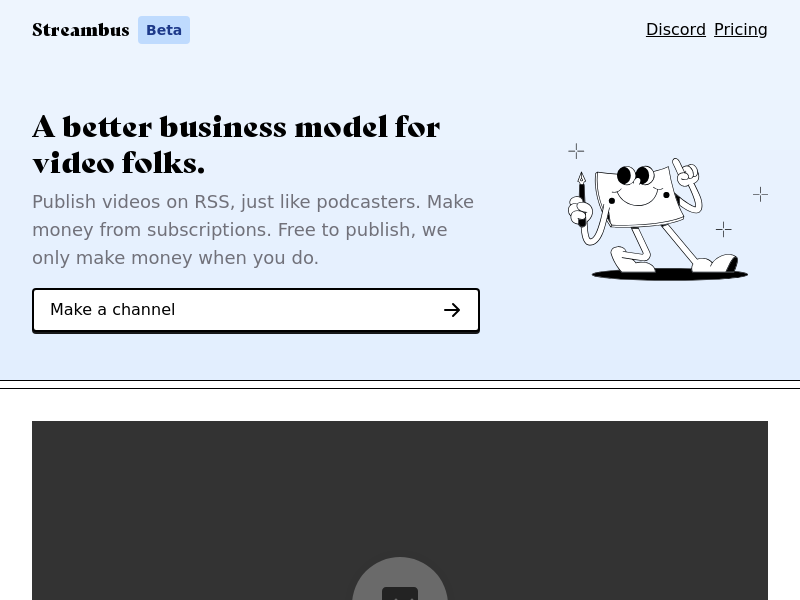 Streambus Beta
Discord Pricing
A better business model for
video folks.
Publish videos on RSS, just like podcasters. Make
money from subscriptions. Free to publish, we
only make money when you do.
Make a channel